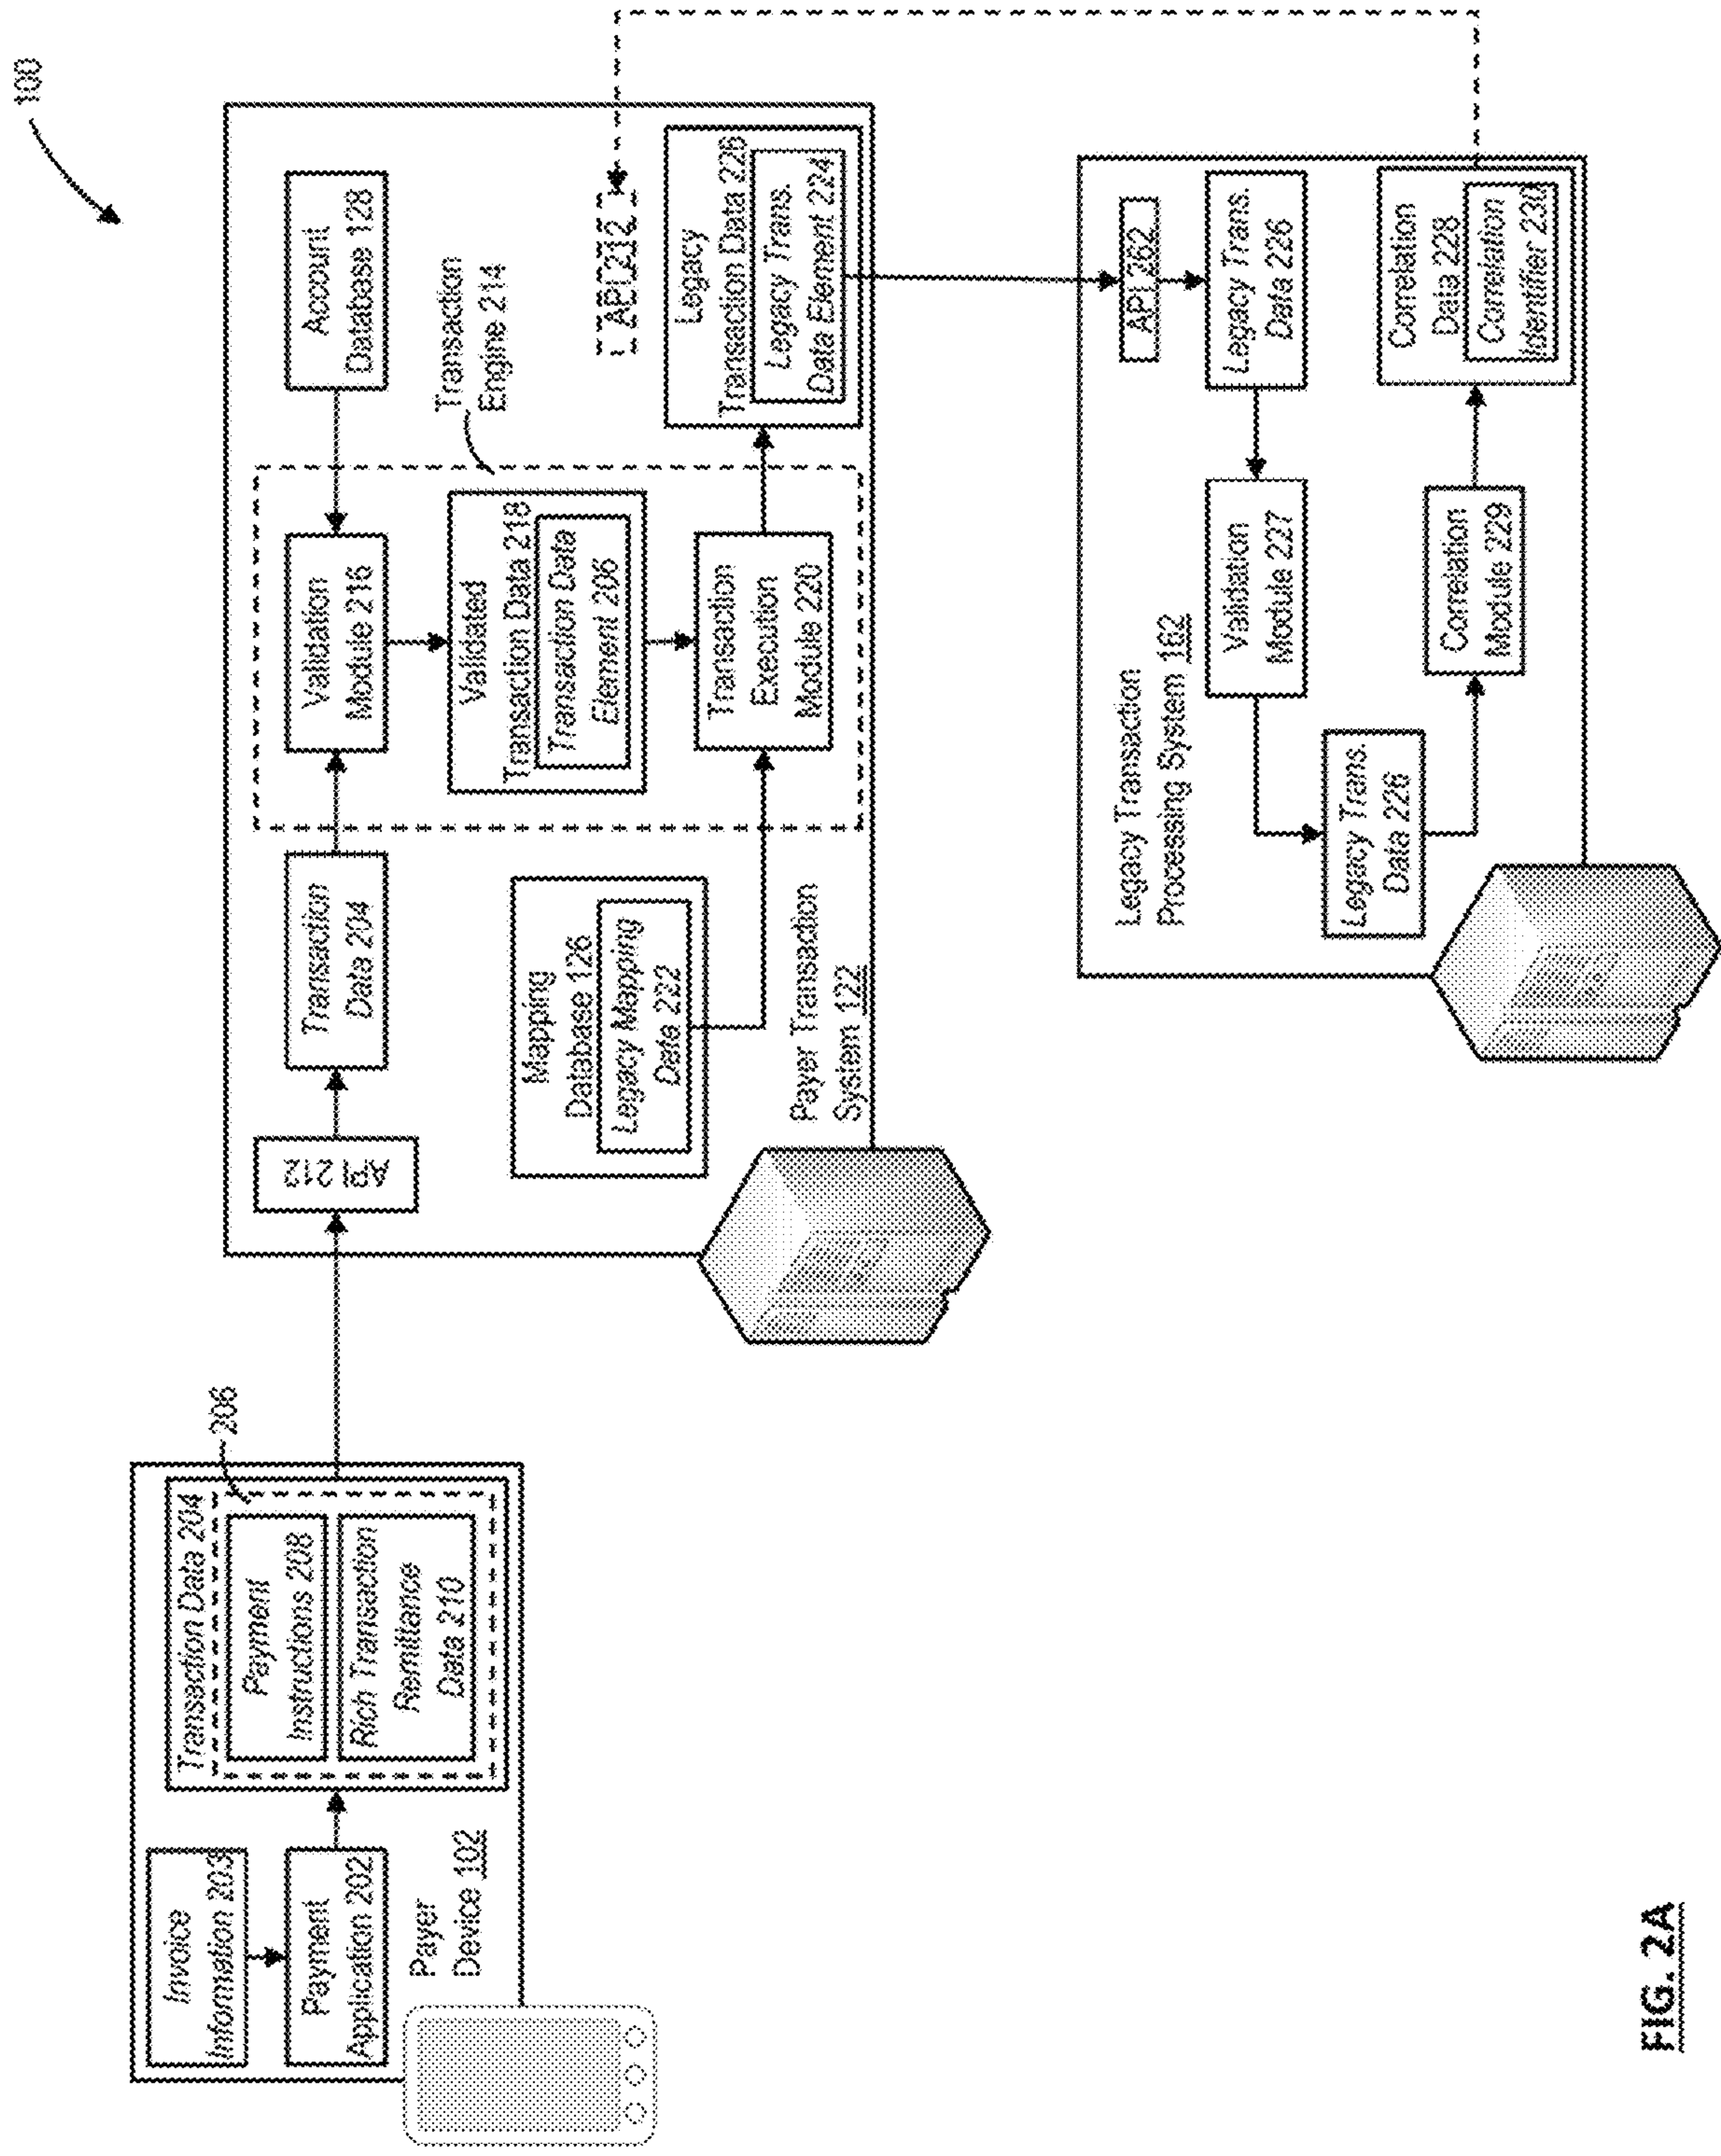 100
Invoice
Information 203
Payment
Application 202
Payer
Device 102
Transaction Data 204
206
Payment
Instructions 208
Rich Transaction
Remittance
Data 210
API 212
Transaction
Data 204
Validation
Module 216
Account
Database 128
Transaction
Engine 214
Validated
Transaction Data 218
Transaction Data
Element 206
Mapping
Database 126
Legacy Mapping
Data 222
Transaction
Execution
Module 220
API 212
Legacy
Transaction Data 226
Legacy Trans.
Data Element 224
Payer Transaction
System 122
Legacy Transaction
Processing System 162
API 262
Legacy Trans.
Data 226
Validation
Module 227
Legacy Trans.
Data 226
Correlation
Module 229
Correlation
Data 228
Correlation
Identifier 230
FIG. 2A